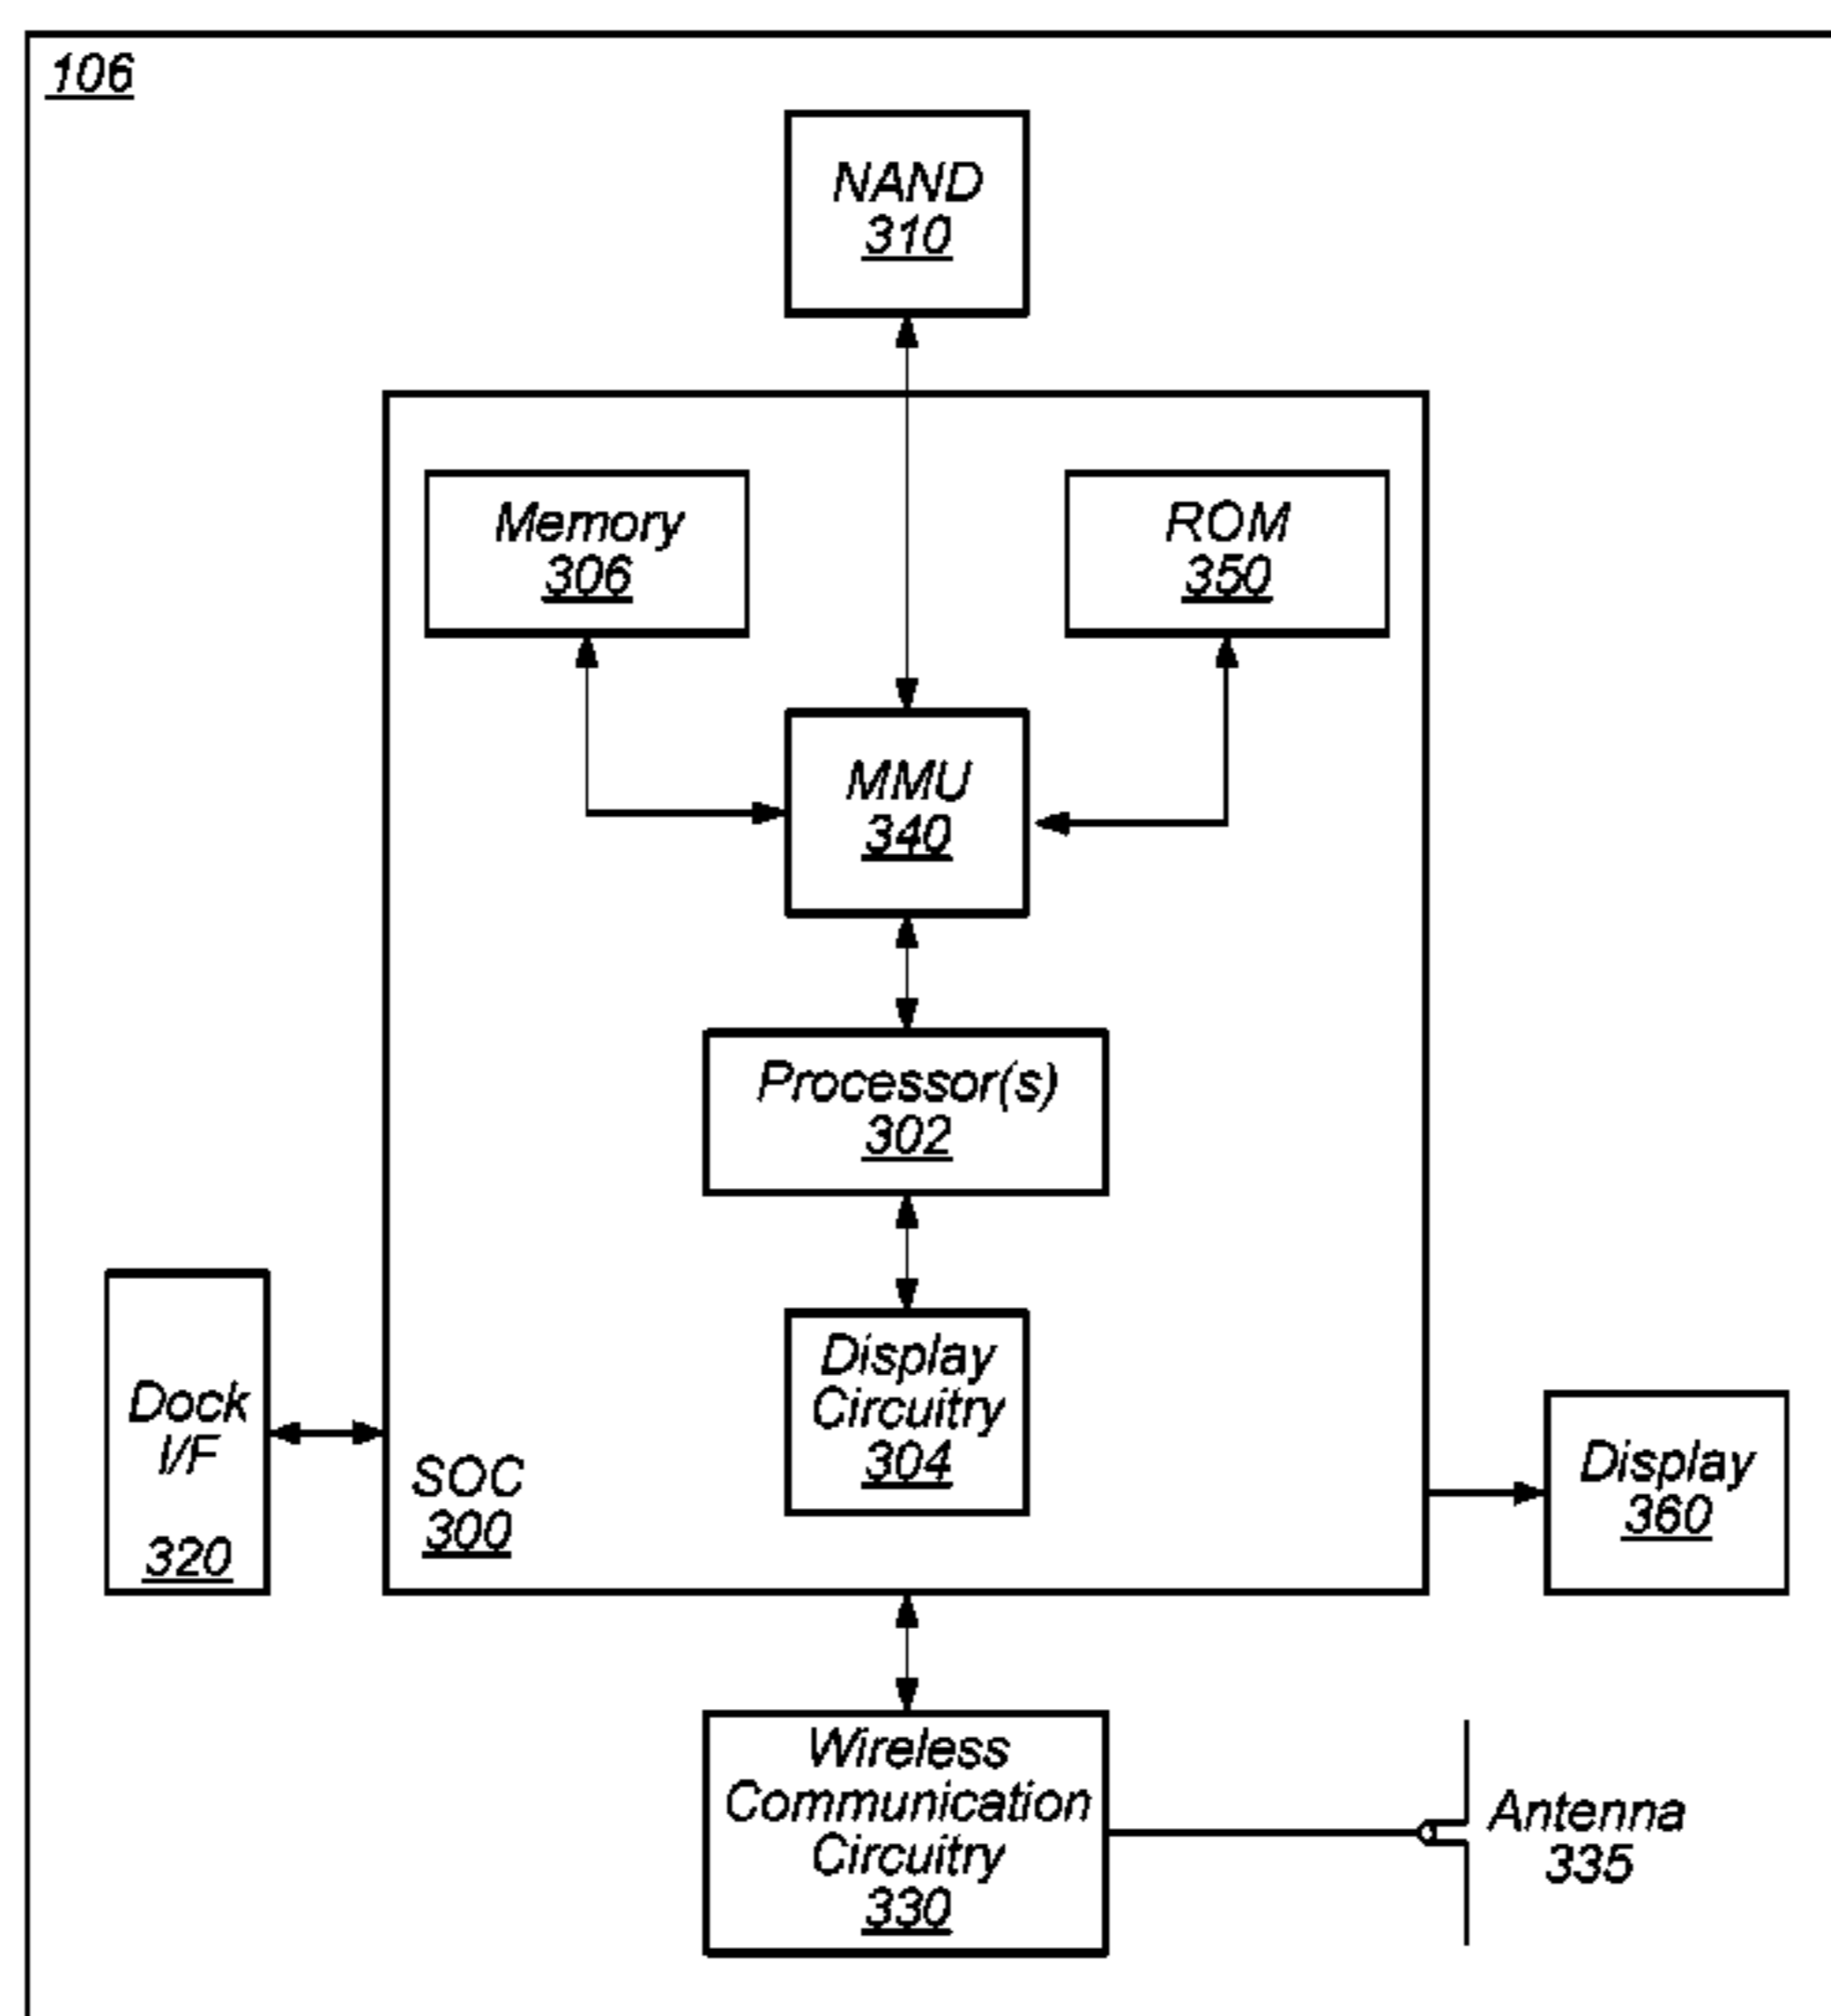 106
NAND
310
Memory
306
ROM
350
MMU
340
Processor(s)
302
Display
Circuitry
304
Dock
I/F
320
SOC
300
Display
360
Wireless
Communication
Circuitry
330
Antenna
335